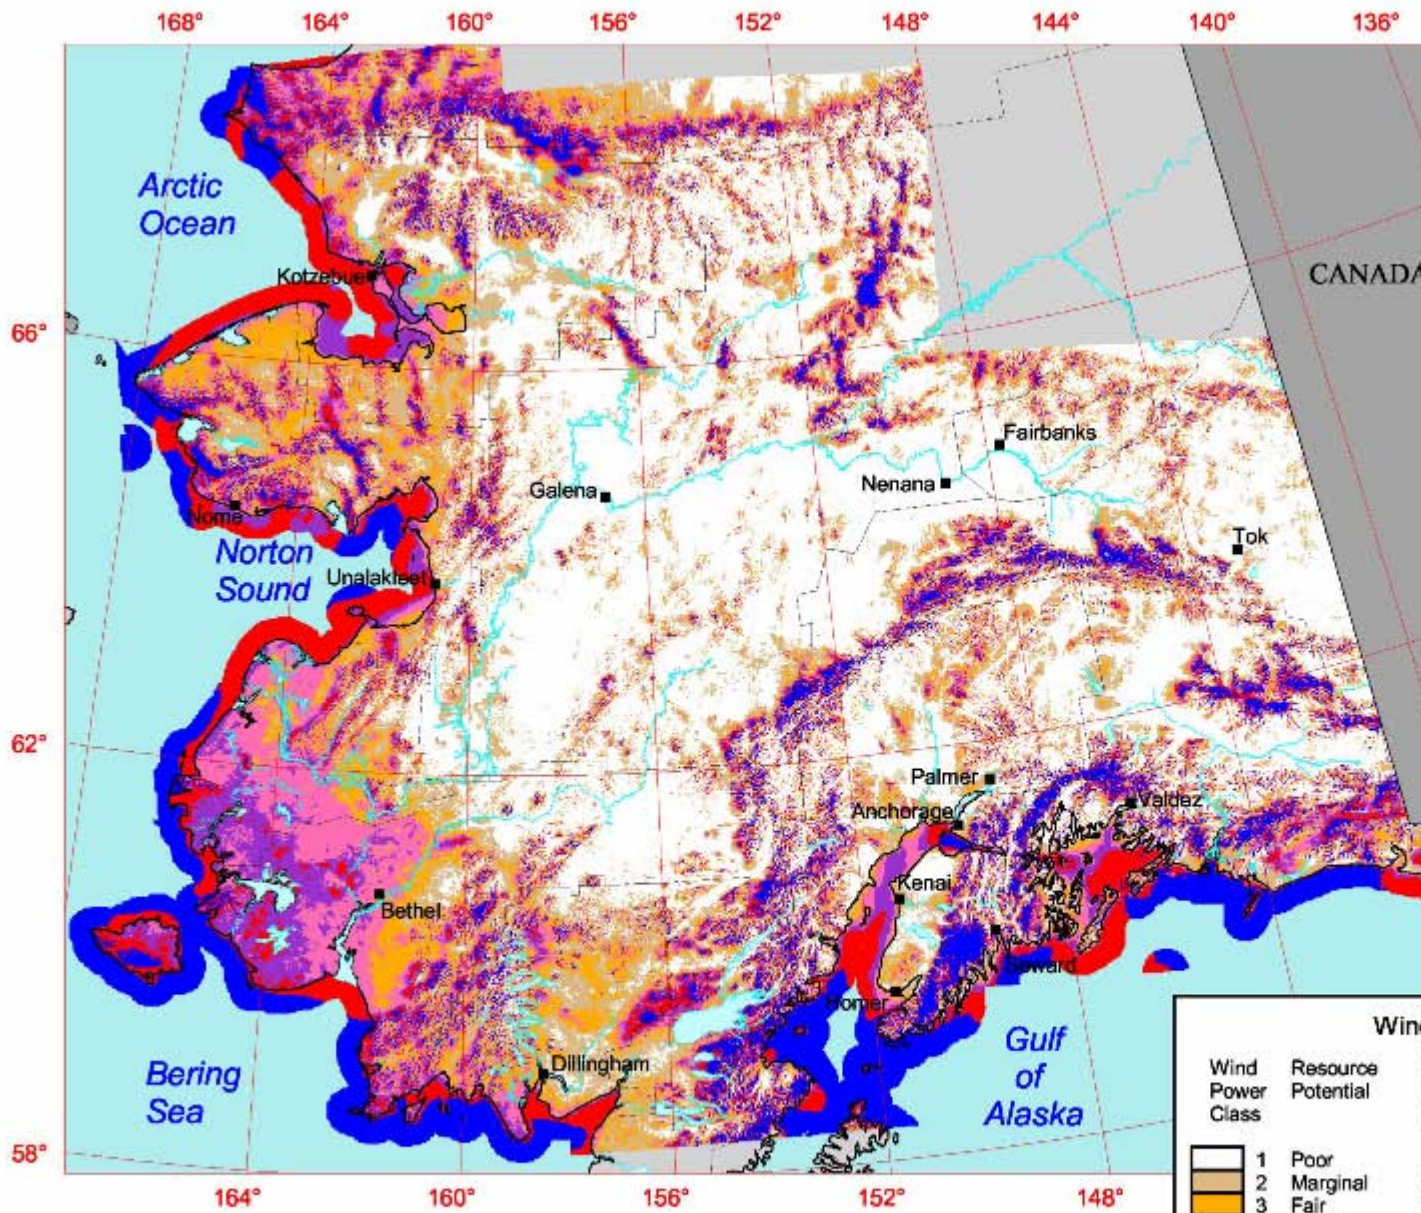 168° 164° 160° 156° 152° 148° 144° 140° 136°
Arctic
Ocean
CANADA
Kotzebue
66°
Fairbanks
Galena
Nenana
Nome
Tok
Norton
Sound
Unalakleet
62°
Palmer
Anchorage
Valdez
Kenai
Bethel
Seward
Homer
Gulf
of
Alaska
Dillingham
Bering
Sea
58°
164° 160° 156° 152° 148°
Wind
Power
Class
Resource
Potential
1 Poor
2 Marginal
3 Fair